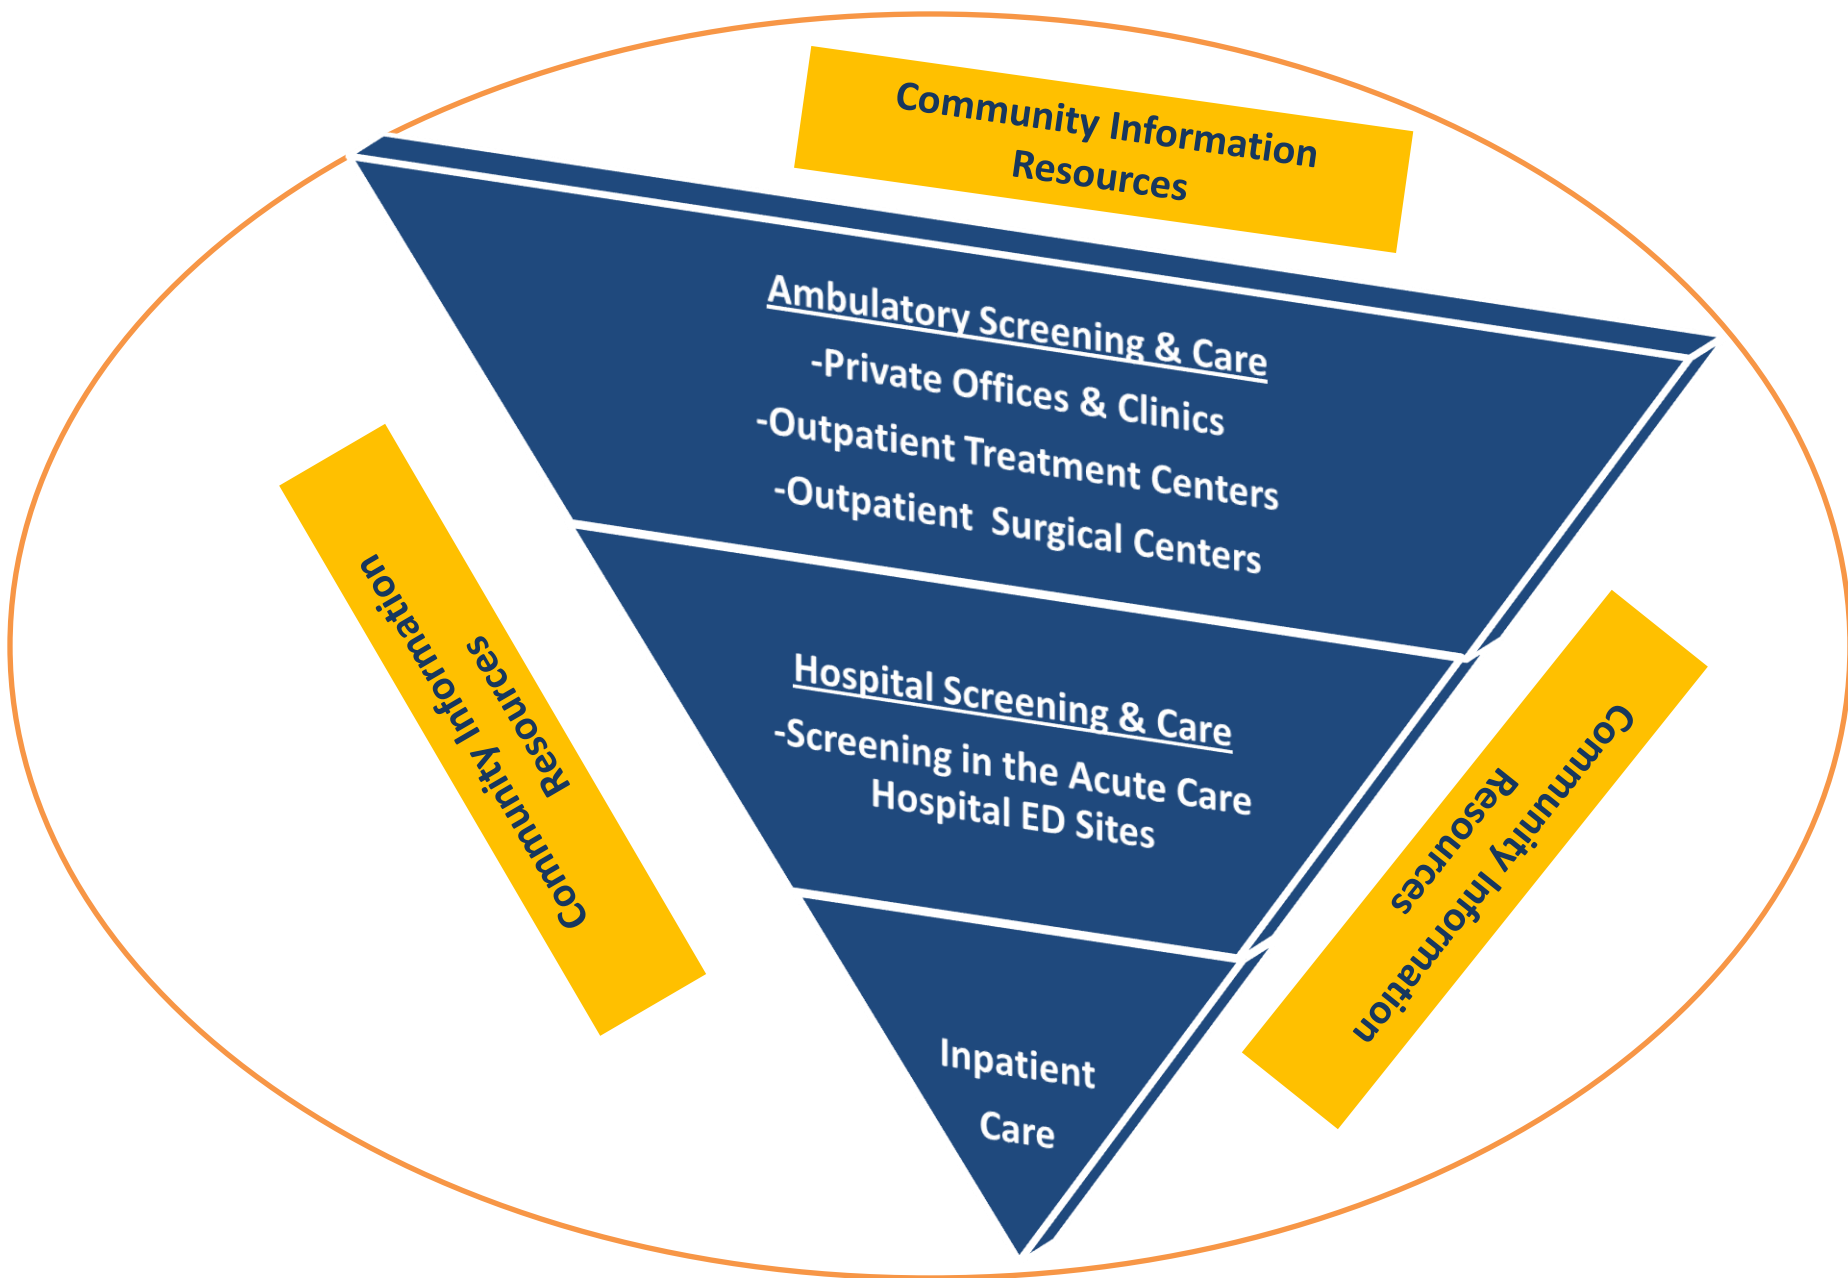 Community Information
Resources
Ambulatory Screening & Care
-Private Offices & Clinics
-Outpatient Treatment Centers
-Outpatient Surgical Centers
Hospital Screening & Care
-Screening in the Acute Care
Hospital ED Sites
Inpatient
Care
Community Information
Resources
Community Information
Resources